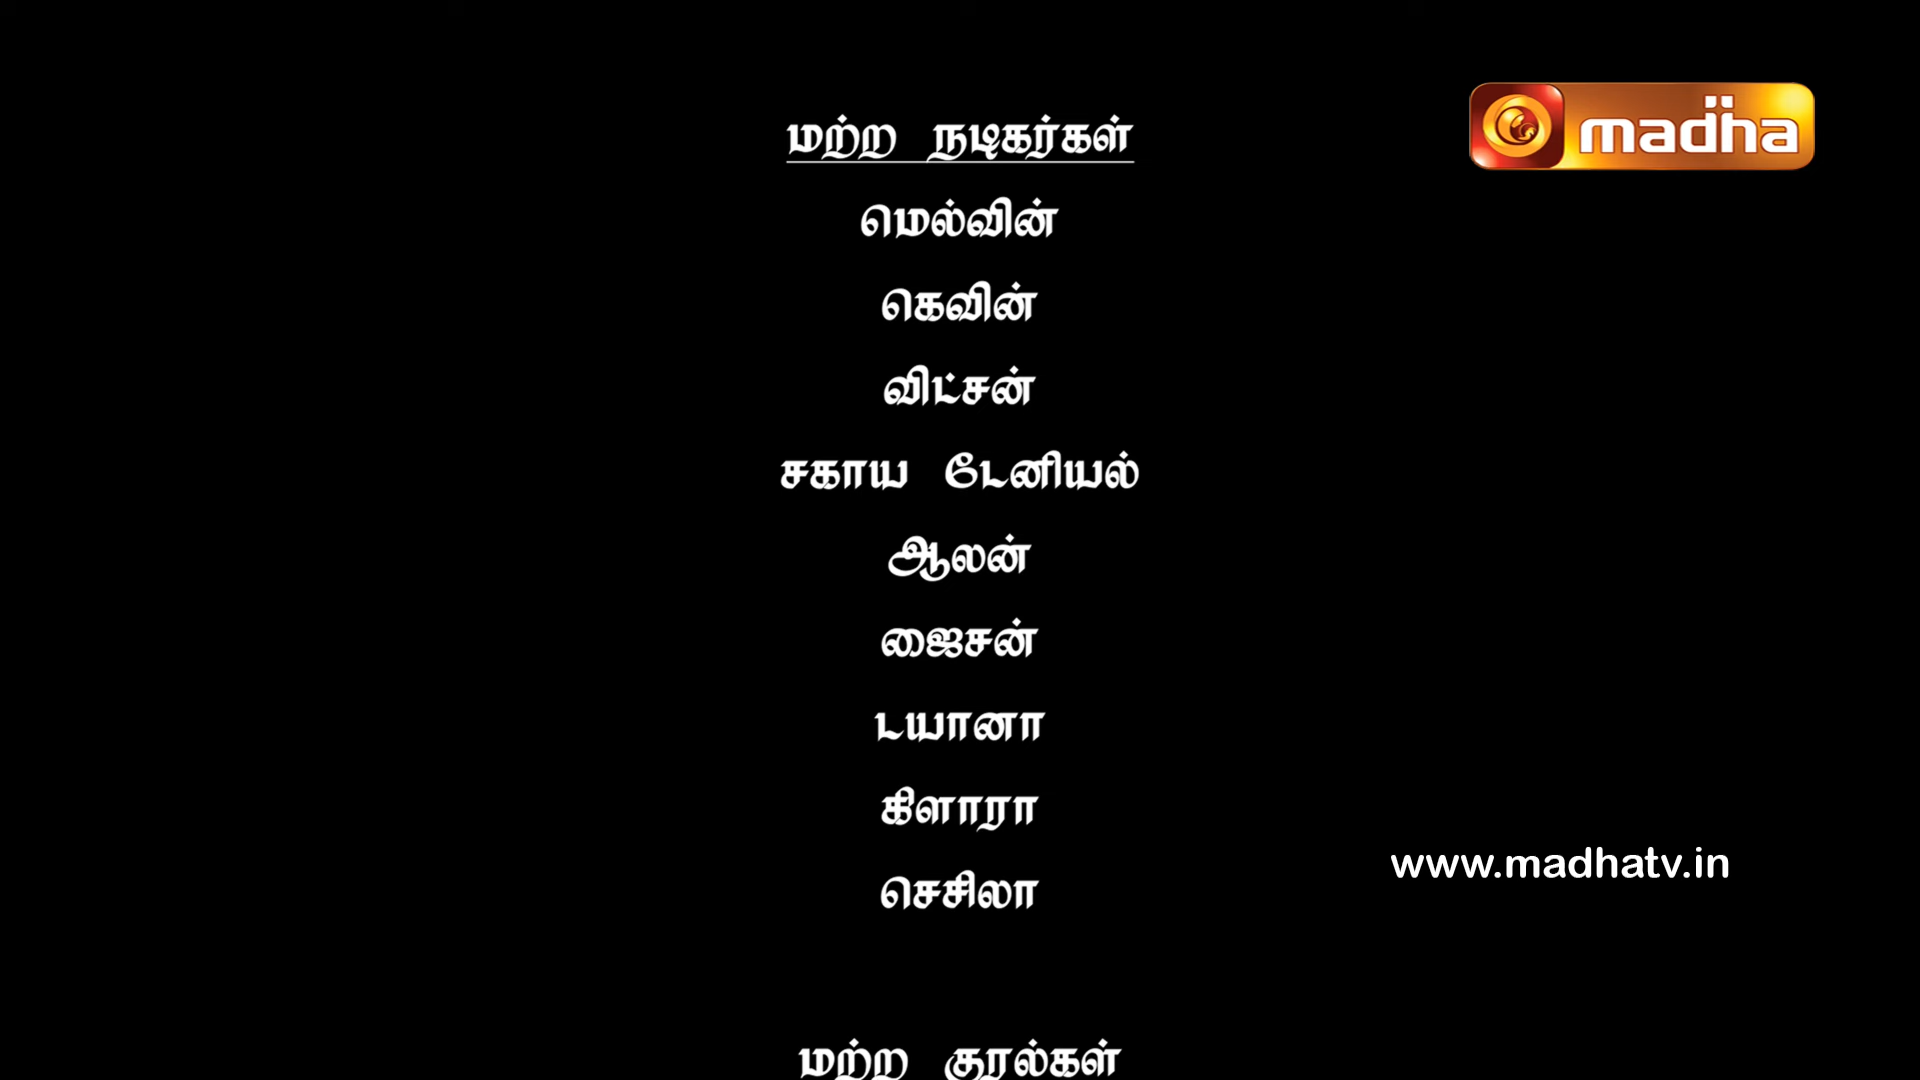 மற்ற நடிகர்கள்
madha
மெல்வின்
கெவின்
விட்சன்
சகாய டேனியல்
ஆலன்
ஜைசன்
டயானா
கிளாரா
www.madhatv.in
செசிலா
மற்ற குரல்கள்